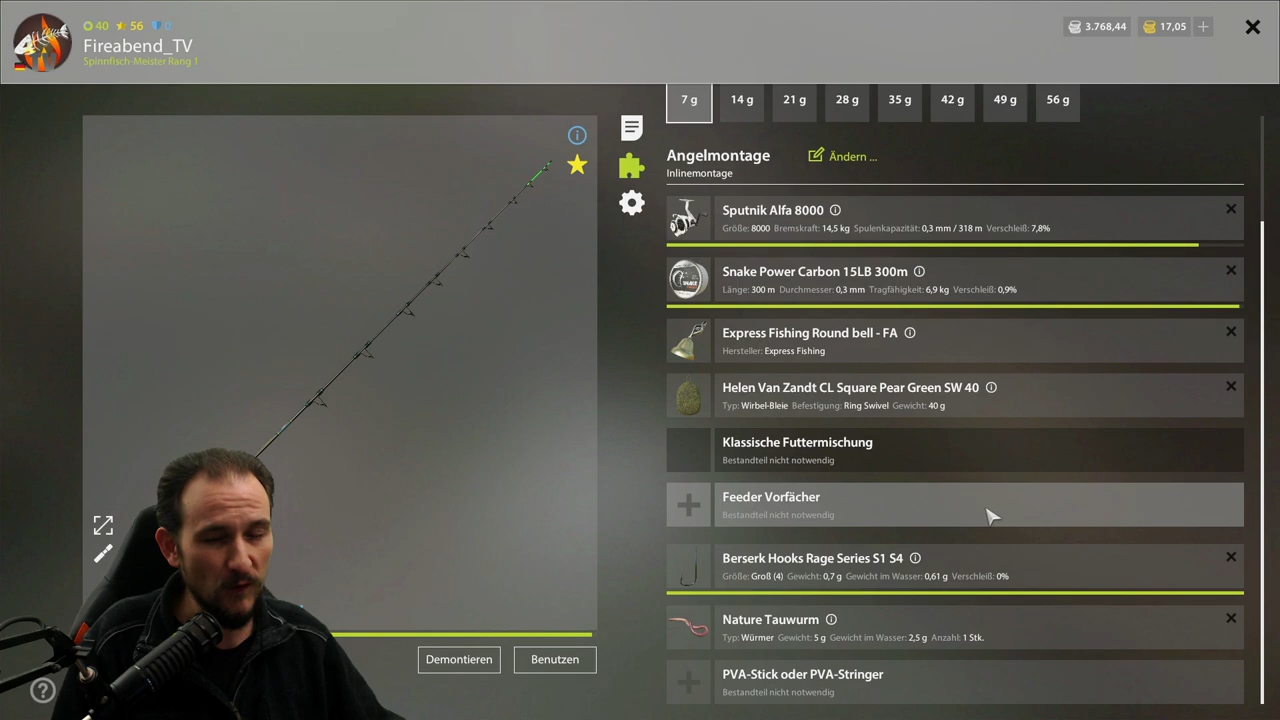 40 56 0
Fireabend_TV
Spinnfisch-Meister Rang 1
3.768,44 17,05
7 g 14 g 21 g 28 g 35 g 42 g 49 g 56 g
Angelmontage Ändern ...
Inlinemontage
Sputnik Alfa 8000
Größe: 8000 Bremskraft: 14,5 kg Spulenkapazität: 0,3 mm / 318 m Verschleiß: 7,8%
Snake Power Carbon 15LB 300m
Länge: 300 m Durchmesser: 0,3 mm Tragfähigkeit: 6,9 kg Verschleiß: 0,9%
Express Fishing Round bell - FA
Hersteller: Express Fishing
Helen Van Zandt CL Square Pear Green SW 40
Typ: Wirbel-Bleie Befestigung: Ring Swivel Gewicht: 40 g
Klassische Futtermischung
Bestandteil nicht notwendig
Feeder Vorfächer
Bestandteil nicht notwendig
Berserk Hooks Rage Series S1 S4
Größe: Groß (4) Gewicht: 0,7 g Gewicht im Wasser: 0,61 g Verschleiß: 0%
Nature Tauwurm
Typ: Würmer Gewicht: 5 g Gewicht im Wasser: 2,5 g Anzahl: 1 Stk.
PVA-Stick oder PVA-Stringer
Bestandteil nicht notwendig
Demontieren Benutzen